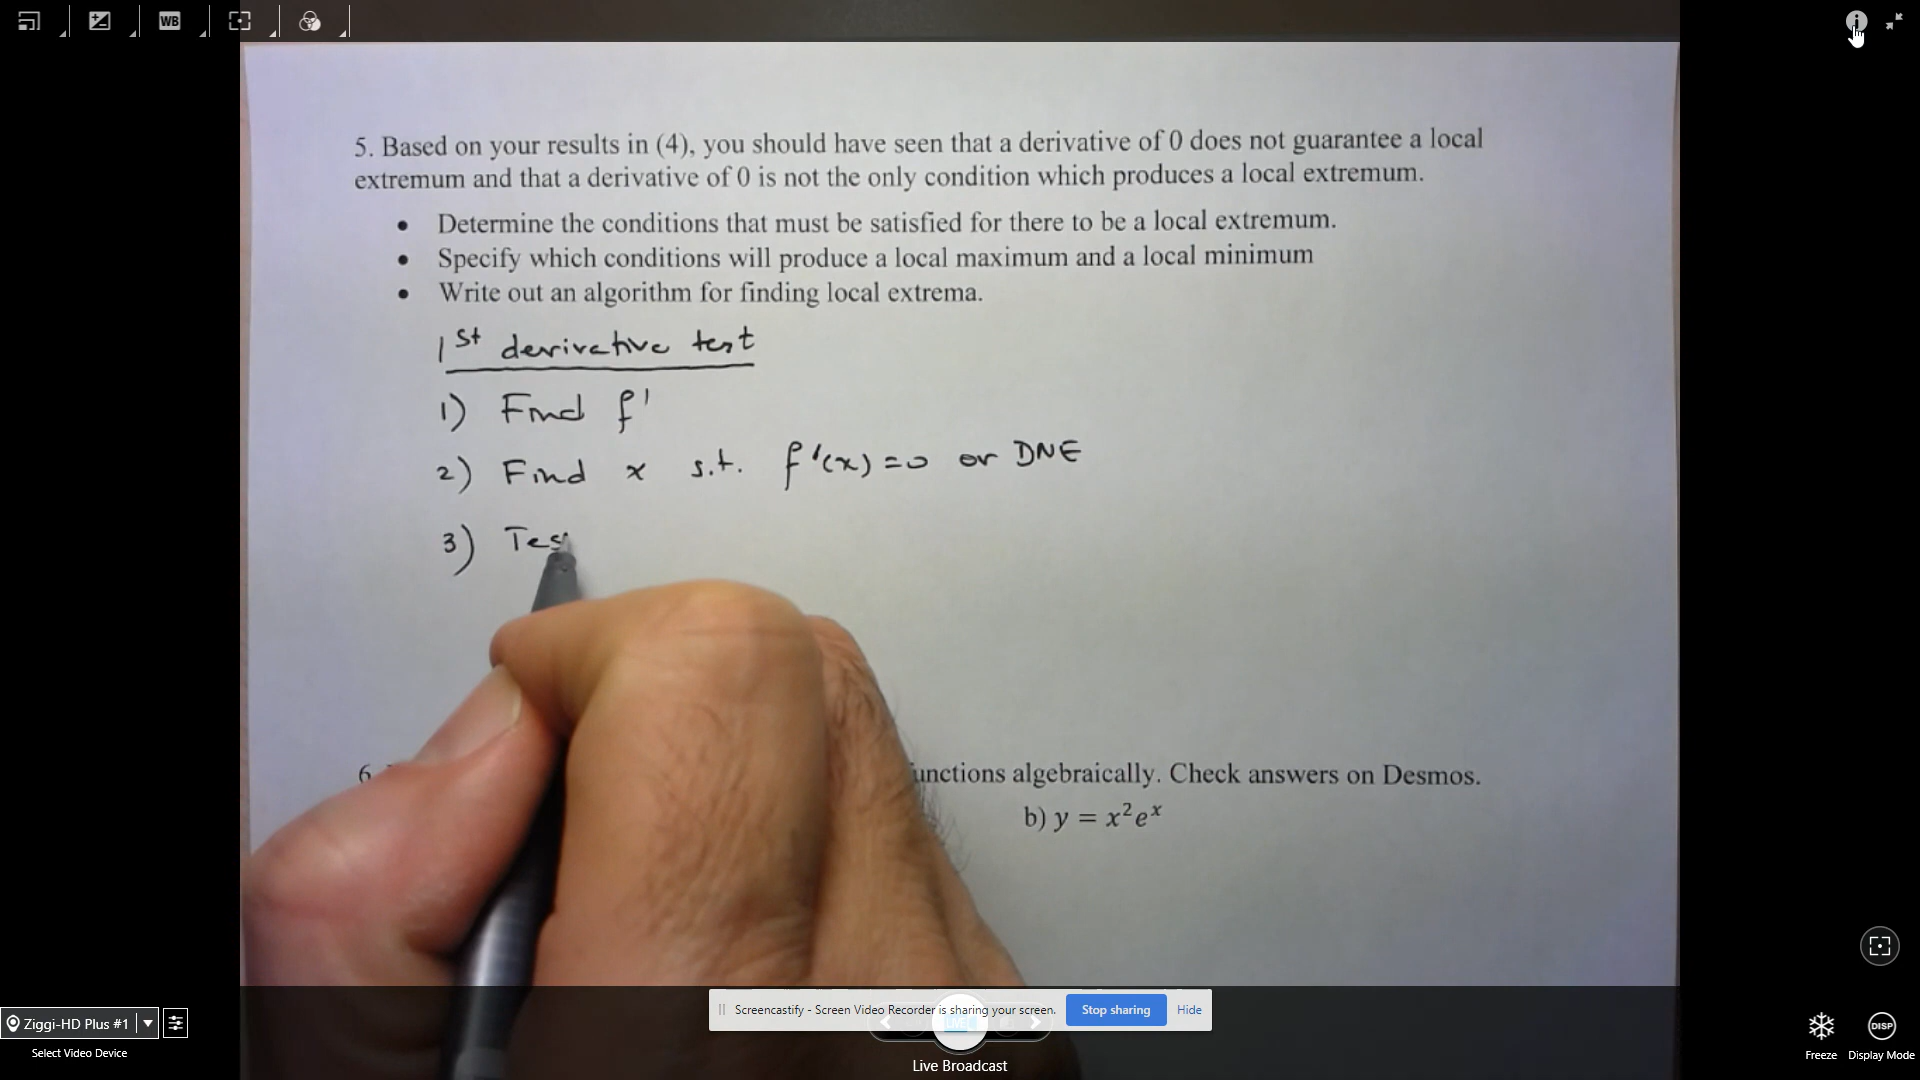 WB
5. Based on your results in (4), you should have seen that a derivative of 0 does not guarantee a local
extremum and that a derivative of 0 is not the only condition which produces a local extremum.
• Determine the conditions that must be satisfied for there to be a local extremum.
• Specify which conditions will produce a local maximum and a local minimum
• Write out an algorithm for finding local extrema.
1st derivative test
1) Find f'
2) Find x s.t. f'(x)=0 or DNE
3) Tes
6. unctions algebraically. Check answers on Desmos.
b) y = x²eˣ
Screencastify - Screen Video Recorder is sharing your screen. Stop sharing Hide
Ziggi-HD Plus #1
Select Video Device
Live Broadcast
DISP
Freeze Display Mode